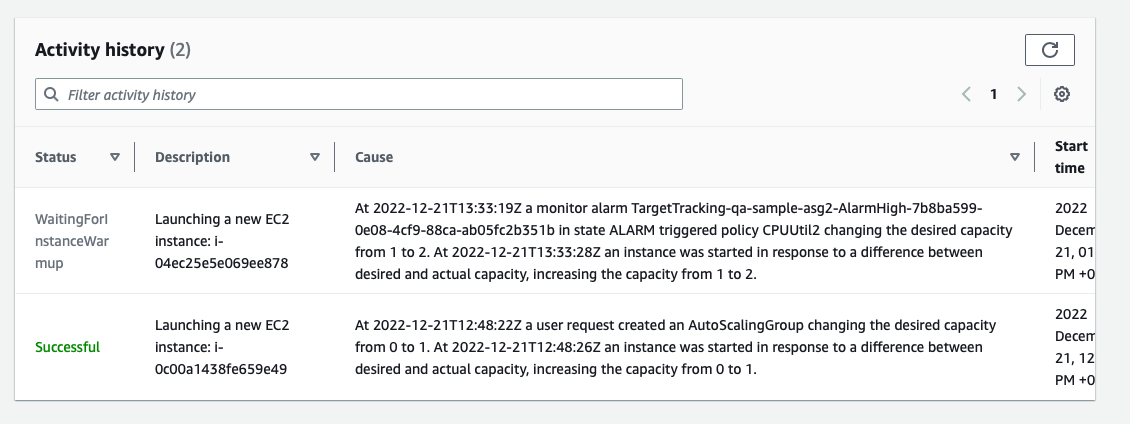 Activity history (2)
Filter activity history
1
Status
Description
Cause
Start
time
WaitingForI
nstanceWar
mup
Launching a new EC2
instance: i-
04ec25e5e069ee878
At 2022-12-21T13:33:19Z a monitor alarm TargetTracking-qa-sample-asg2-AlarmHigh-7b8ba599-
0e08-4cf9-88ca-ab05fc2b351b in state ALARM triggered policy CPUUtil2 changing the desired capacity
from 1 to 2. At 2022-12-21T13:33:28Z an instance was started in response to a difference between
desired and actual capacity, increasing the capacity from 1 to 2.
2022
Decem
21, 01
PM +0
Successful
Launching a new EC2
instance: i-
0c00a1438fe659e49
At 2022-12-21T12:48:22Z a user request created an AutoScalingGroup changing the desired capacity
from 0 to 1. At 2022-12-21T12:48:26Z an instance was started in response to a difference between
desired and actual capacity, increasing the capacity from 0 to 1.
2022
Decem
21, 12
PM +0